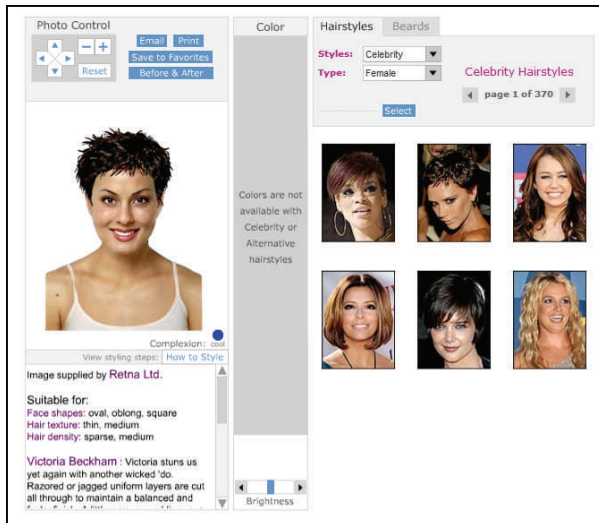 Photo Control
Email Print
Save to Favorites
Before & After
Reset
Complexion: cool
View styling steps: How to Style
Image supplied by Retna Ltd.
Suitable for:
Face shapes: oval, oblong, square
Hair texture: thin, medium
Hair density: sparse, medium
Victoria Beckham : Victoria stuns us
yet again with another wicked 'do.
Razored or jagged uniform layers are cut
all through to maintain a balanced and
Color
Colors are not
available with
Celebrity or
Alternative
hairstyles
Brightness
Hairstyles Beards
Styles: Celebrity
Type: Female
Select
Celebrity Hairstyles
page 1 of 370